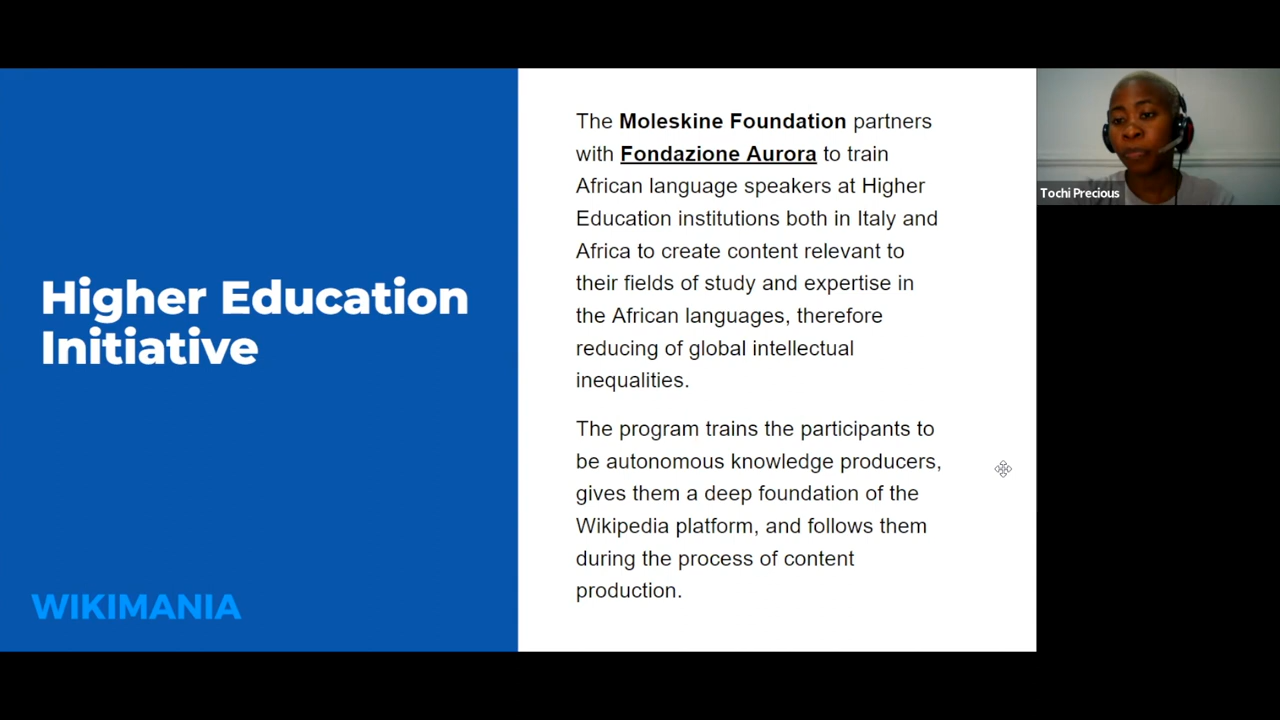 Higher Education
Initiative
WIKIMANIA
The Moleskine Foundation partners
with Fondazione Aurora to train
African language speakers at Higher
Education institutions both in Italy and
Africa to create content relevant to
their fields of study and expertise in
the African languages, therefore
reducing of global intellectual
inequalities.
The program trains the participants to
be autonomous knowledge producers,
gives them a deep foundation of the
Wikipedia platform, and follows them
during the process of content
production.
Tochi Precious